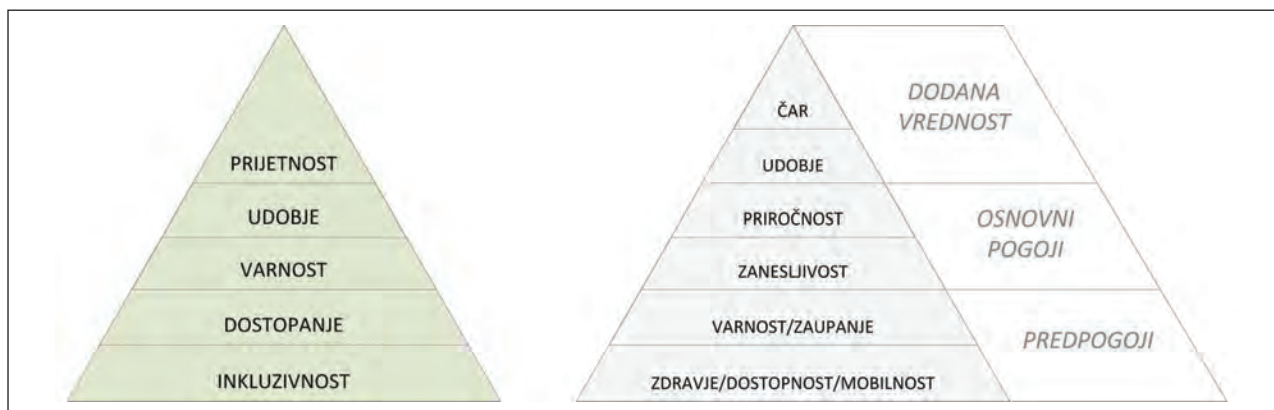 PRIJETNOST
UDOBJE
VARNOST
DOSTOPANJE
INKLUZIVNOST
ČAR
UDOBJE
PRIROČNOST
ZANESLJIVOST
VARNOST/ZAUPANJE
ZDRAVJE/DOSTOPNOST/MOBILNOST
DODANA
VREDNOST
OSNOVNI
POGOJI
PREDPOGOJI